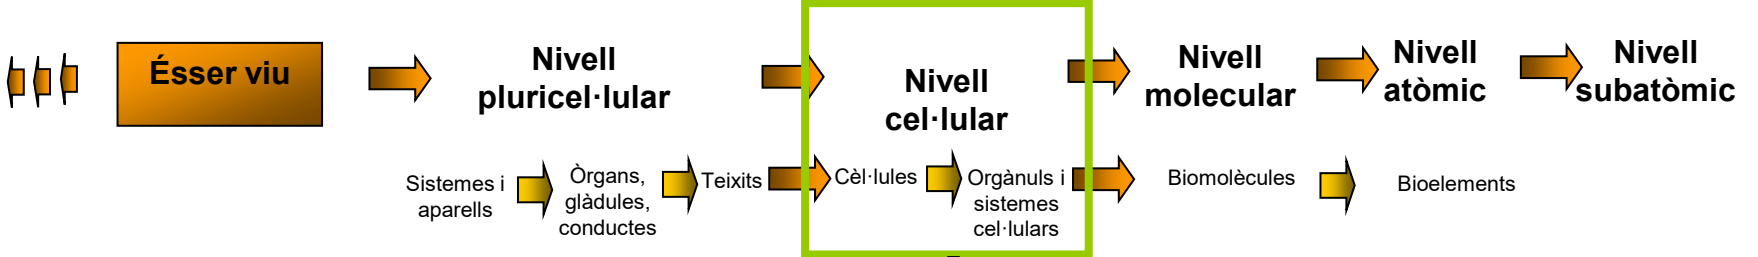 Ésser viu
Nivell
pluricel·lular
Nivell
cel·lular
Nivell
molecular
Nivell
atòmic
Nivell
subatòmic
Sistemes i
aparells
Òrgans,
glàdules,
conductes
Teixits
Cèl·lules
Orgànuls i
sistemes
cel·lulars
Biomolècules
Bioelements